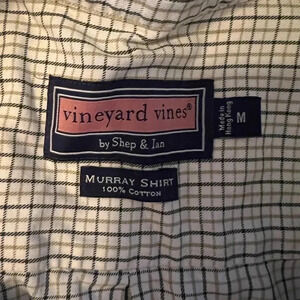 vineyard vines®
by Shep & Ian
Made in
Hong Kong
M
MURRAY SHIRT
100% COTTON